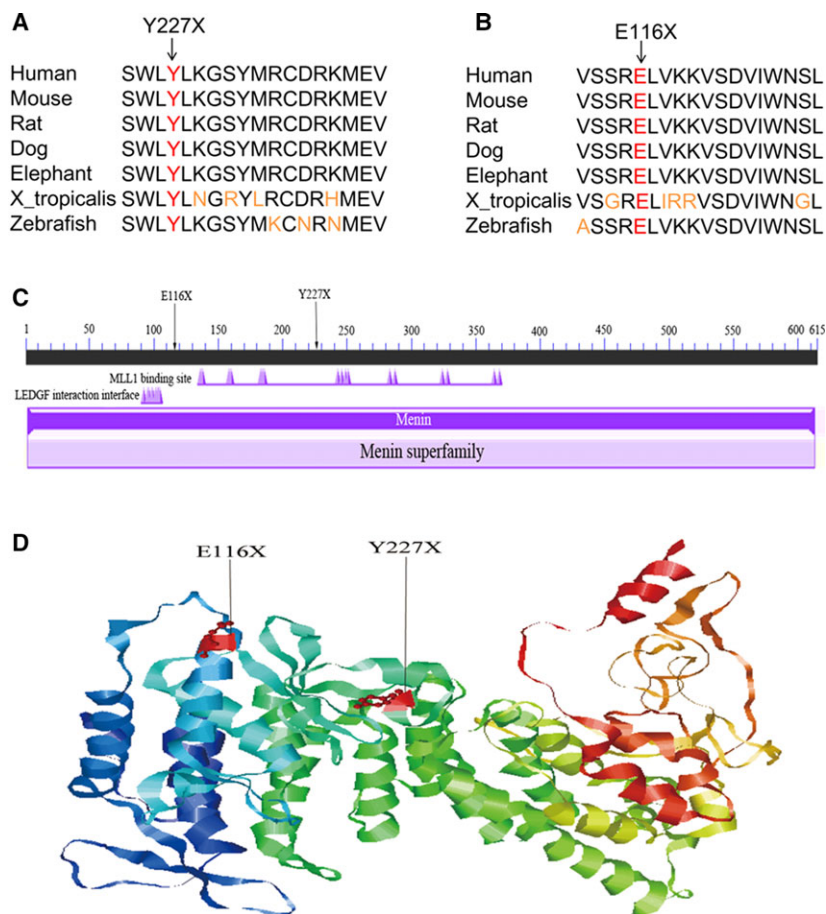 A
Y227X
Human SWLYLKGSYMRCDRKMEV
Mouse SWLYLKGSYMRCDRKMEV
Rat SWLYLKGSYMRCDRKMEV
Dog SWLYLKGSYMRCDRKMEV
Elephant SWLYLKGSYMRCDRKMEV
X_tropicalis SWLYLNGRYLRCDRHMEV
Zebrafish SWLYLKGSYMKCNRNMEV
B
E116X
Human VSSRELVKKVSDVIWNSL
Mouse VSSRELVKKVSDVIWNSL
Rat VSSRELVKKVSDVIWNSL
Dog VSSRELVKKVSDVIWNSL
Elephant VSSRELVKKVSDVIWNSL
X_tropicalis VSGRELIRRVSDVIWNGL
Zebrafish ASSRELVKKVSDVIWNSL
C
E116X Y227X
1 50 100 150 200 250 300 350 400 450 500 550 600 615
MLL1 binding site
LEDGF interaction interface
Menin
Menin superfamily
D
E116X Y227X